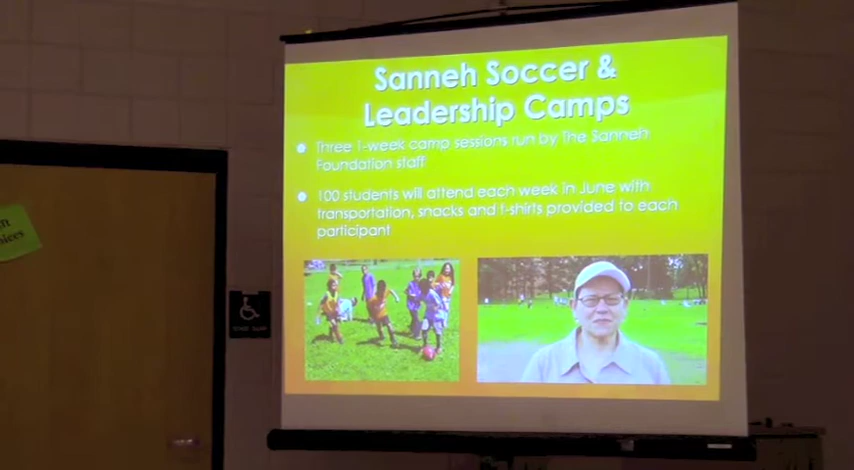 Sanneh Soccer &
Leadership Camps
Three 1-week camp sessions run by The Sanneh
Foundation staff
100 students will attend each week in June with
transportation, snacks and t-shirts provided to each
participant